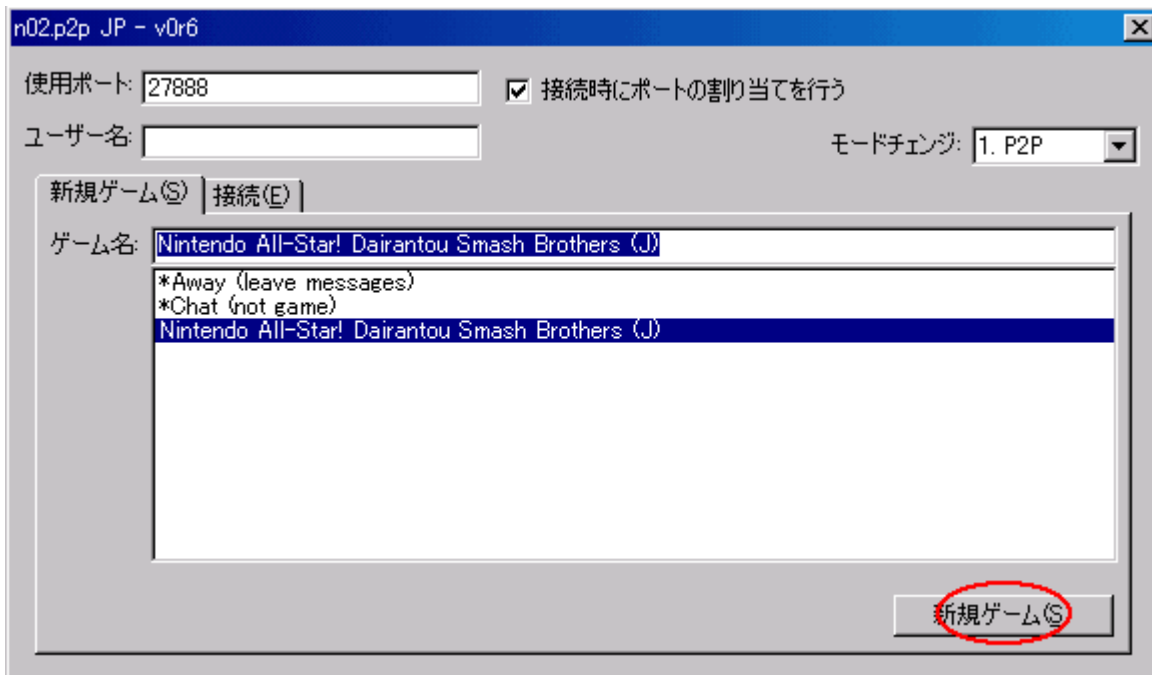 n02.p2p JP - v0r6
使用ポート: 27888
接続時にポートの割り当てを行う
ユーザー名:
モードチェンジ: 1. P2P
新規ゲーム(S) 接続(E)
ゲーム名: Nintendo All-Star! Dairantou Smash Brothers (J)
*Away (leave messages)
*Chat (not game)
Nintendo All-Star! Dairantou Smash Brothers (J)
新規ゲーム(S